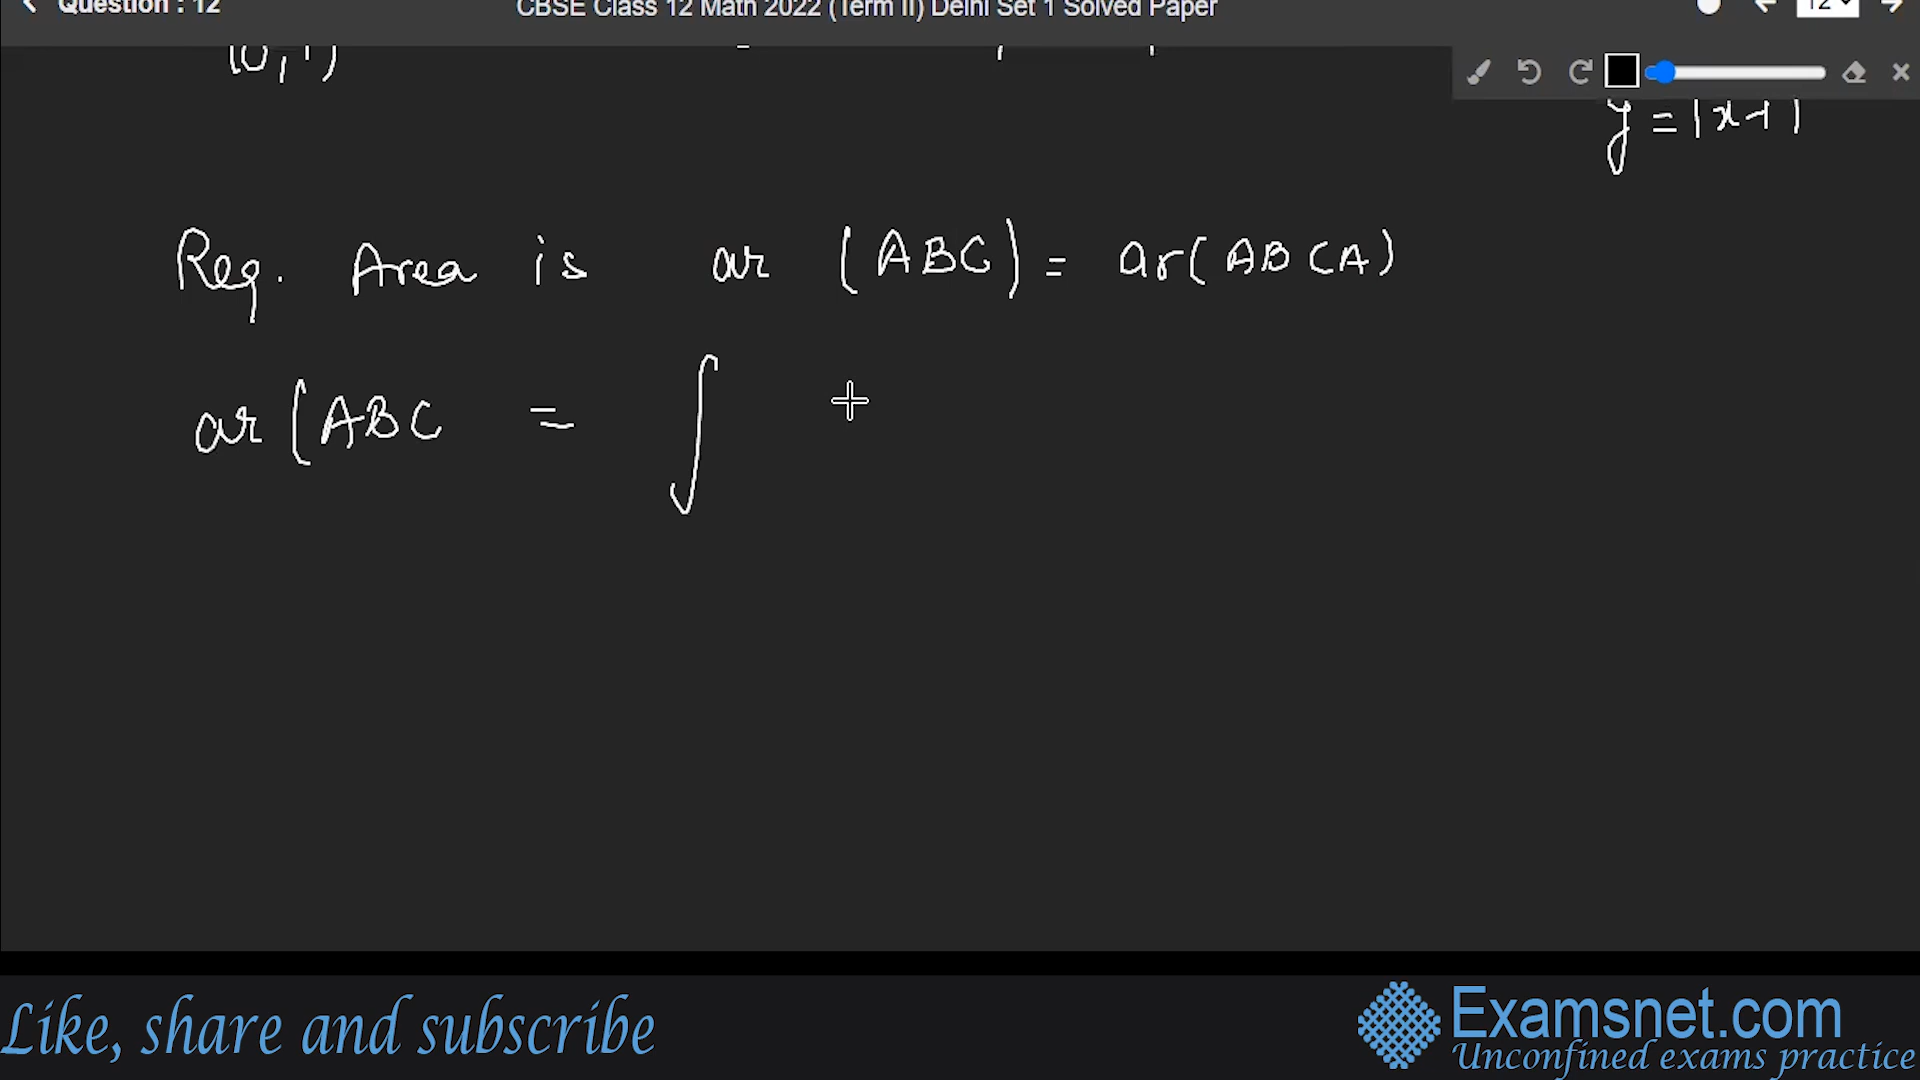 Question : 12
CBSE Class 12 Math 2022 (Term II) Delhi Set 1 Solved Paper
12
(0,1)
y = |x+1|
Req. Area is ar (ABC) = ar(ABCA)
ar(ABC = ∫
Like, share and subscribe
Examsnet.com
Unconfined exams practice